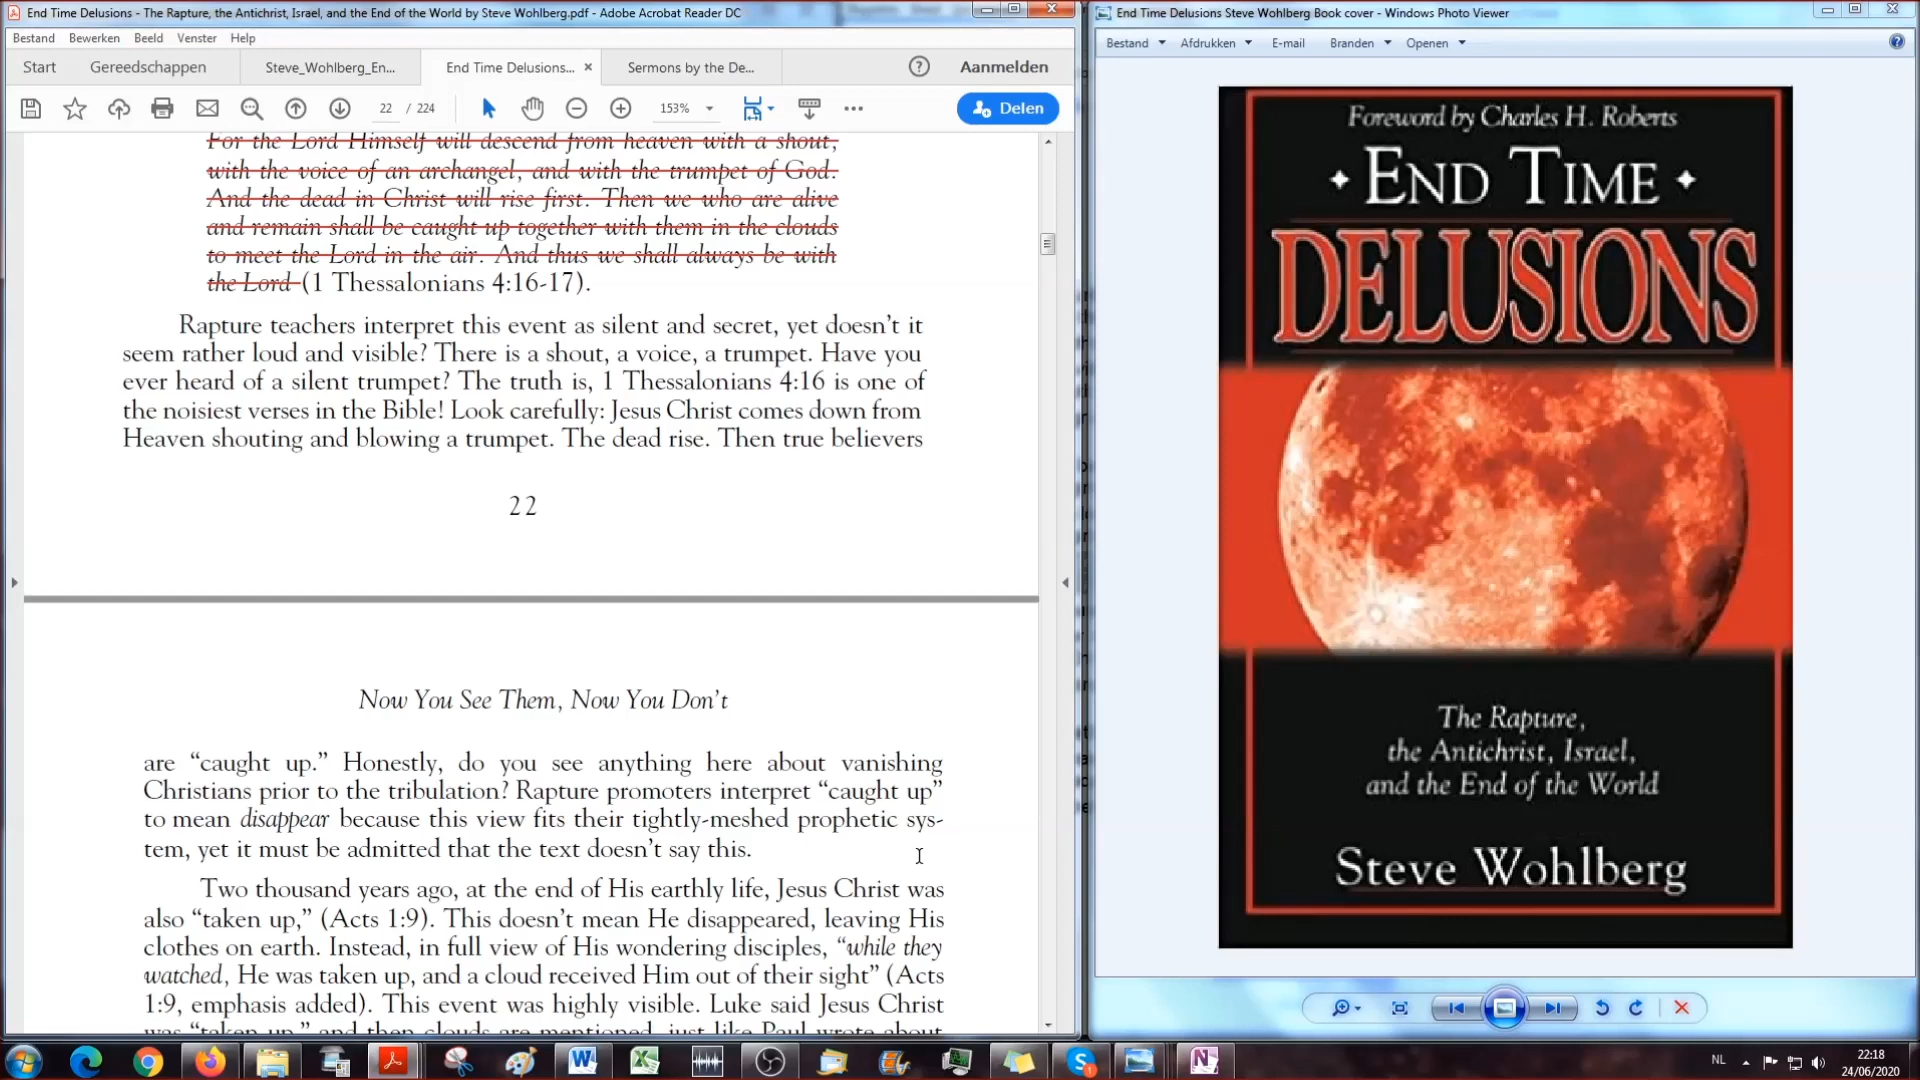 End Time Delusions - The Rapture, the Antichrist, Israel, and the End of the World by Steve Wohlberg.pdf - Adobe Acrobat Reader DC
Bestand Bewerken Beeld Venster Help
Start Gereedschappen Steve_Wohlberg_En... End Time Delusions... × Sermons by the De... Aanmelden
22 / 224 153% Delen
For the Lord Himself will descend from heaven with a shout,
with the voice of an archangel, and with the trumpet of God.
And the dead in Christ will rise first. Then we who are alive
and remain shall be caught up together with them in the clouds
to meet the Lord in the air. And thus we shall always be with
the Lord (1 Thessalonians 4:16-17).
Rapture teachers interpret this event as silent and secret, yet doesn't it
seem rather loud and visible? There is a shout, a voice, a trumpet. Have you
ever heard of a silent trumpet? The truth is, 1 Thessalonians 4:16 is one of
the noisiest verses in the Bible! Look carefully: Jesus Christ comes down from
Heaven shouting and blowing a trumpet. The dead rise. Then true believers
22
Now You See Them, Now You Don't
are “caught up.” Honestly, do you see anything here about vanishing
Christians prior to the tribulation? Rapture promoters interpret “caught up”
to mean disappear because this view fits their tightly-meshed prophetic sys-
tem, yet it must be admitted that the text doesn't say this.
Two thousand years ago, at the end of His earthly life, Jesus Christ was
also “taken up,” (Acts 1:9). This doesn't mean He disappeared, leaving His
clothes on earth. Instead, in full view of His wondering disciples, “while they
watched, He was taken up, and a cloud received Him out of their sight” (Acts
1:9, emphasis added). This event was highly visible. Luke said Jesus Christ
was “taken up,” and then clouds are mentioned, just like Paul wrote about
End Time Delusions Steve Wohlberg Book cover - Windows Photo Viewer
Bestand Afdrukken E-mail Branden Openen
Foreword by Charles H. Roberts
END TIME
DELUSIONS
The Rapture,
the Antichrist, Israel,
and the End of the World
Steve Wohlberg
NL
22:18
24/06/2020